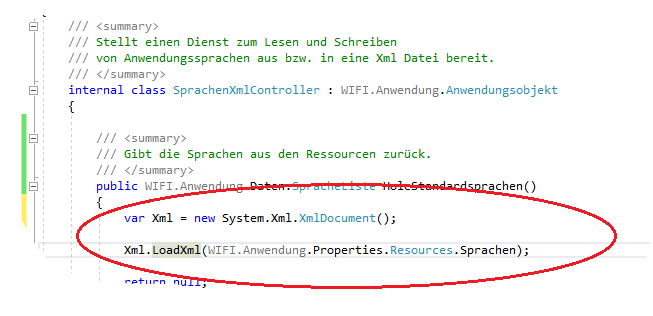 /// <summary>
/// Stellt einen Dienst zum Lesen und Schreiben
/// von Anwendungssprachen aus bzw. in eine Xml Datei bereit.
/// </summary>
internal class SprachenXmlController : WIFI.Anwendung.Anwendungsobjekt
{
/// <summary>
/// Gibt die Sprachen aus den Ressourcen zurück.
/// </summary>
public WIFI.Anwendung.Daten.SpracheListe HoleStandardsprachen()
{
var Xml = new System.Xml.XmlDocument();
Xml.LoadXml(WIFI.Anwendung.Properties.Resources.Sprachen);
return null;